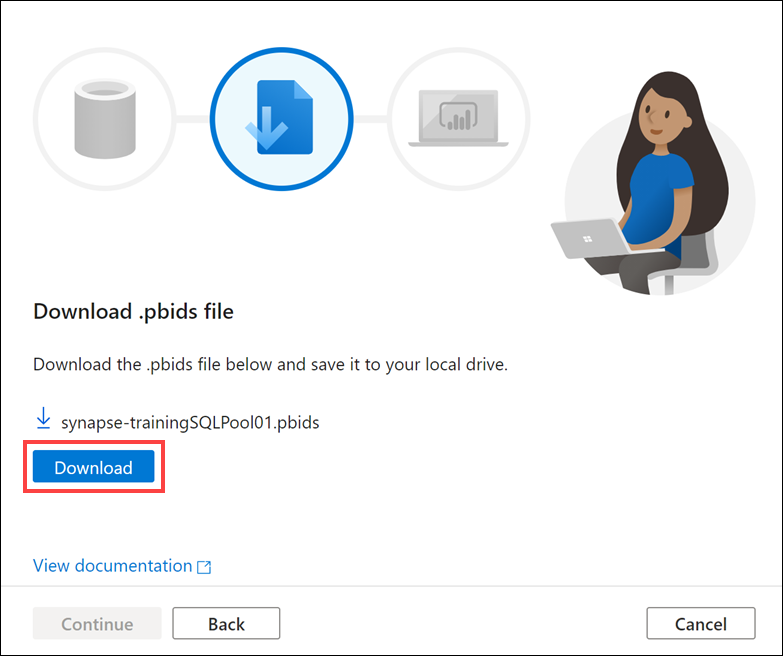 Download .pbids file
Download the .pbids file below and save it to your local drive.
synapse-trainingSQLPool01.pbids
Download
View documentation
Continue
Back
Cancel